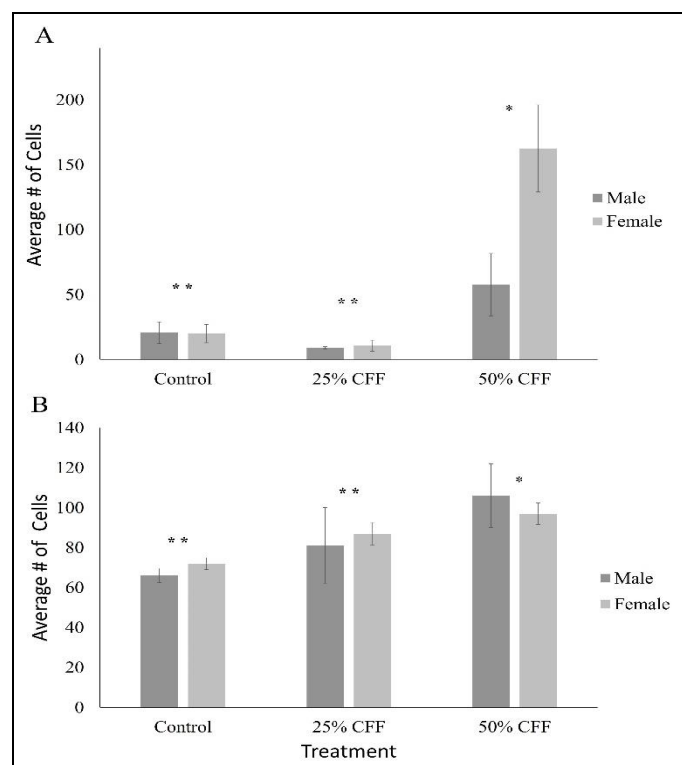 A
Average # of Cells
200
150
100
50
0
* *
* *
*
Male
Female
Control
25% CFF
50% CFF
B
Average # of Cells
140
120
100
80
60
40
20
0
* *
* *
*
Male
Female
Control
25% CFF
50% CFF
Treatment